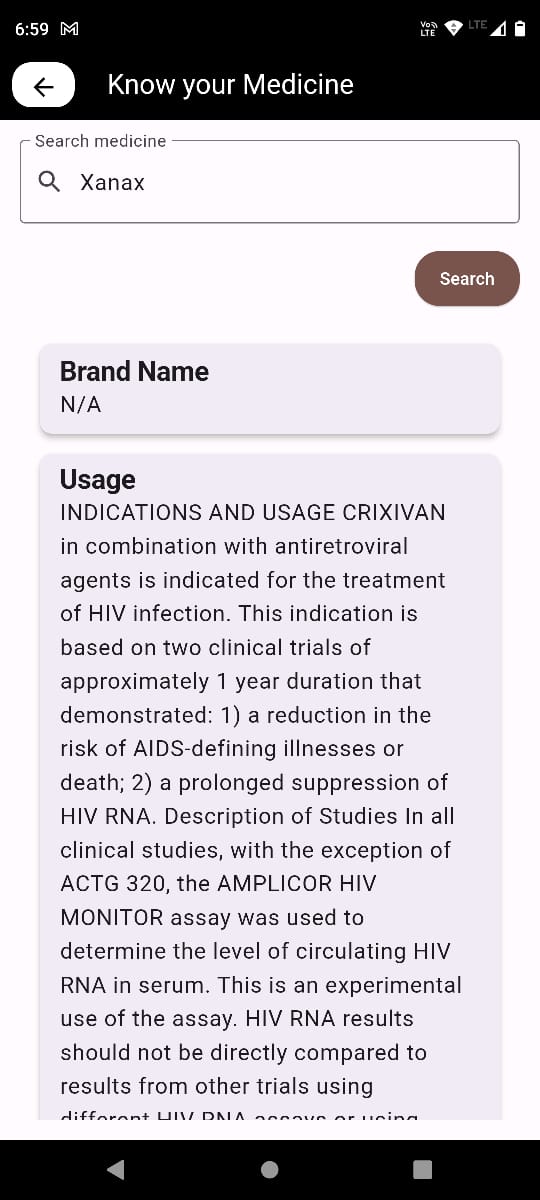 6:59
Vo LTE LTE
Know your Medicine
Search medicine
Xanax
Search
Brand Name
N/A
Usage
INDICATIONS AND USAGE CRIXIVAN
in combination with antiretroviral
agents is indicated for the treatment
of HIV infection. This indication is
based on two clinical trials of
approximately 1 year duration that
demonstrated: 1) a reduction in the
risk of AIDS-defining illnesses or
death; 2) a prolonged suppression of
HIV RNA. Description of Studies In all
clinical studies, with the exception of
ACTG 320, the AMPLICOR HIV
MONITOR assay was used to
determine the level of circulating HIV
RNA in serum. This is an experimental
use of the assay. HIV RNA results
should not be directly compared to
results from other trials using
different HIV RNA assays or using